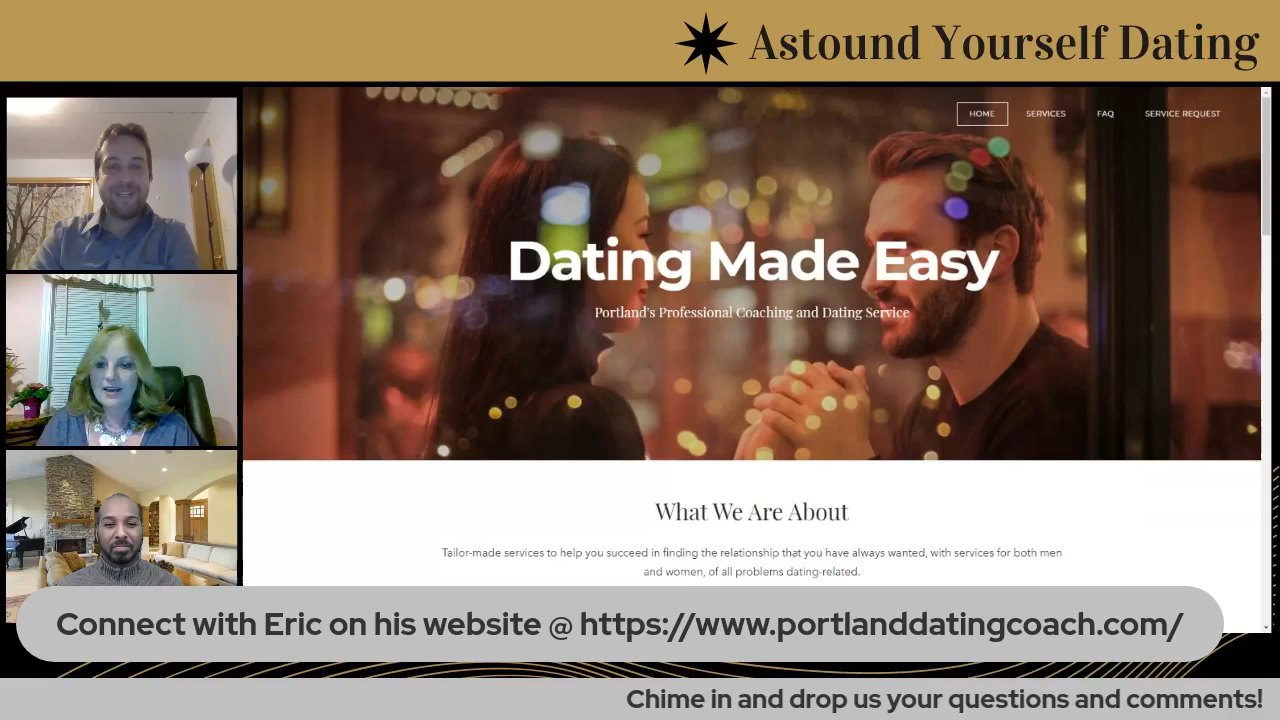 Astound Yourself Dating
HOME SERVICES FAQ SERVICE REQUEST
Dating Made Easy
Portland's Professional Coaching and Dating Service
What We Are About
Tailor-made services to help you succeed in finding the relationship that you have always wanted, with services for both men
and women, of all problems dating-related.
Connect with Eric on his website @ https://www.portlanddatingcoach.com/
Chime in and drop us your questions and comments!